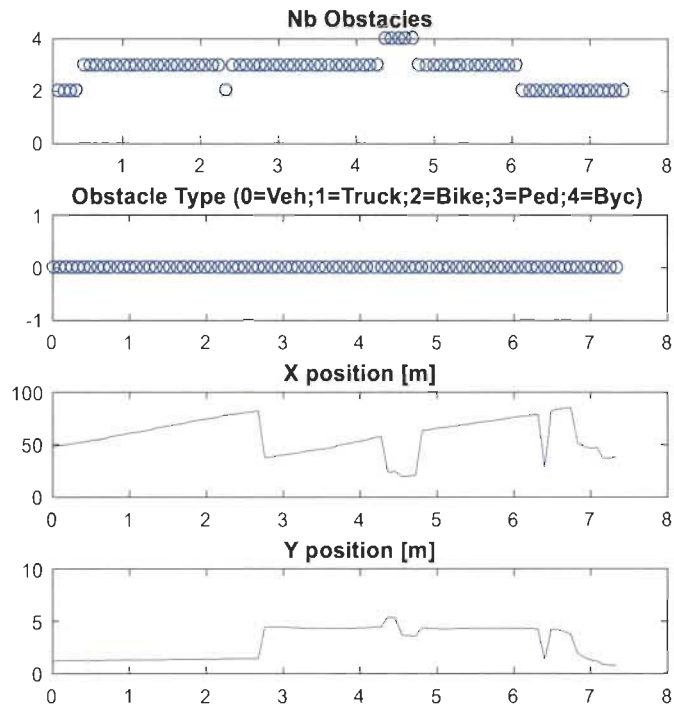 Nb Obstacies
4
2
0
1 2 3 4 5 6 7 8
Obstacle Type (0=Veh;1=Truck;2=Bike;3=Ped;4=Byc)
1
0
-1
0 1 2 3 4 5 6 7 8
X position [m]
100
50
0
0 1 2 3 4 5 6 7 8
Y position [m]
10
5
0
0 1 2 3 4 5 6 7 8